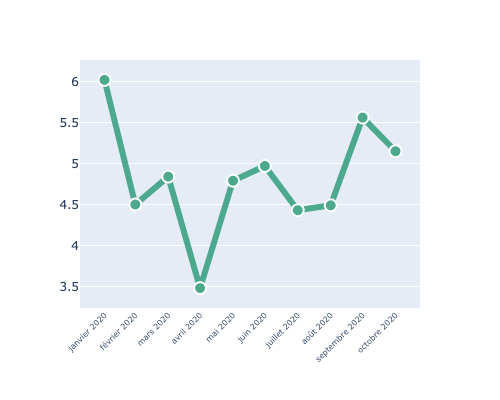 6
5.5
5
4.5
4
3.5
janvier 2020
février 2020
mars 2020
avril 2020
mai 2020
juin 2020
juillet 2020
août 2020
septembre 2020
octobre 2020